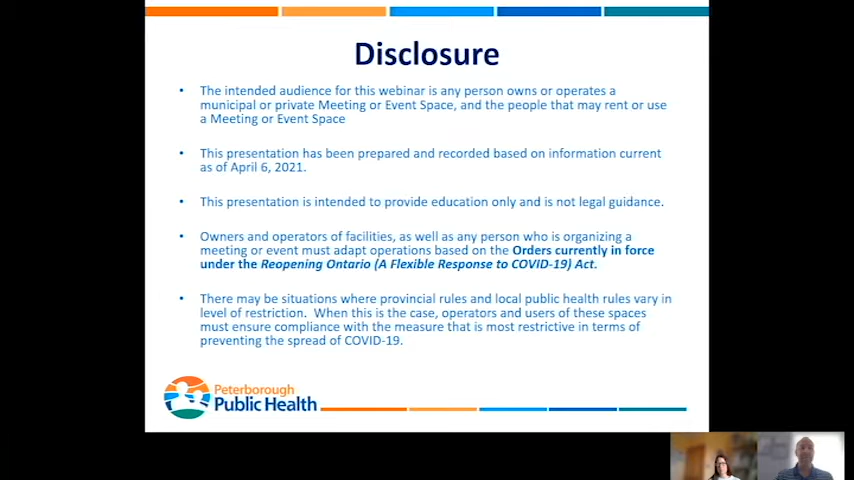 Disclosure
• The intended audience for this webinar is any person owns or operates a
municipal or private Meeting or Event Space, and the people that may rent or use
a Meeting or Event Space
• This presentation has been prepared and recorded based on information current
as of April 6, 2021.
• This presentation is intended to provide education only and is not legal guidance.
• Owners and operators of facilities, as well as any person who is organizing a
meeting or event must adapt operations based on the Orders currently in force
under the Reopening Ontario (A Flexible Response to COVID-19) Act.
• There may be situations where provincial rules and local public health rules vary in
level of restriction. When this is the case, operators and users of these spaces
must ensure compliance with the measure that is most restrictive in terms of
preventing the spread of COVID-19.
Peterborough
Public Health